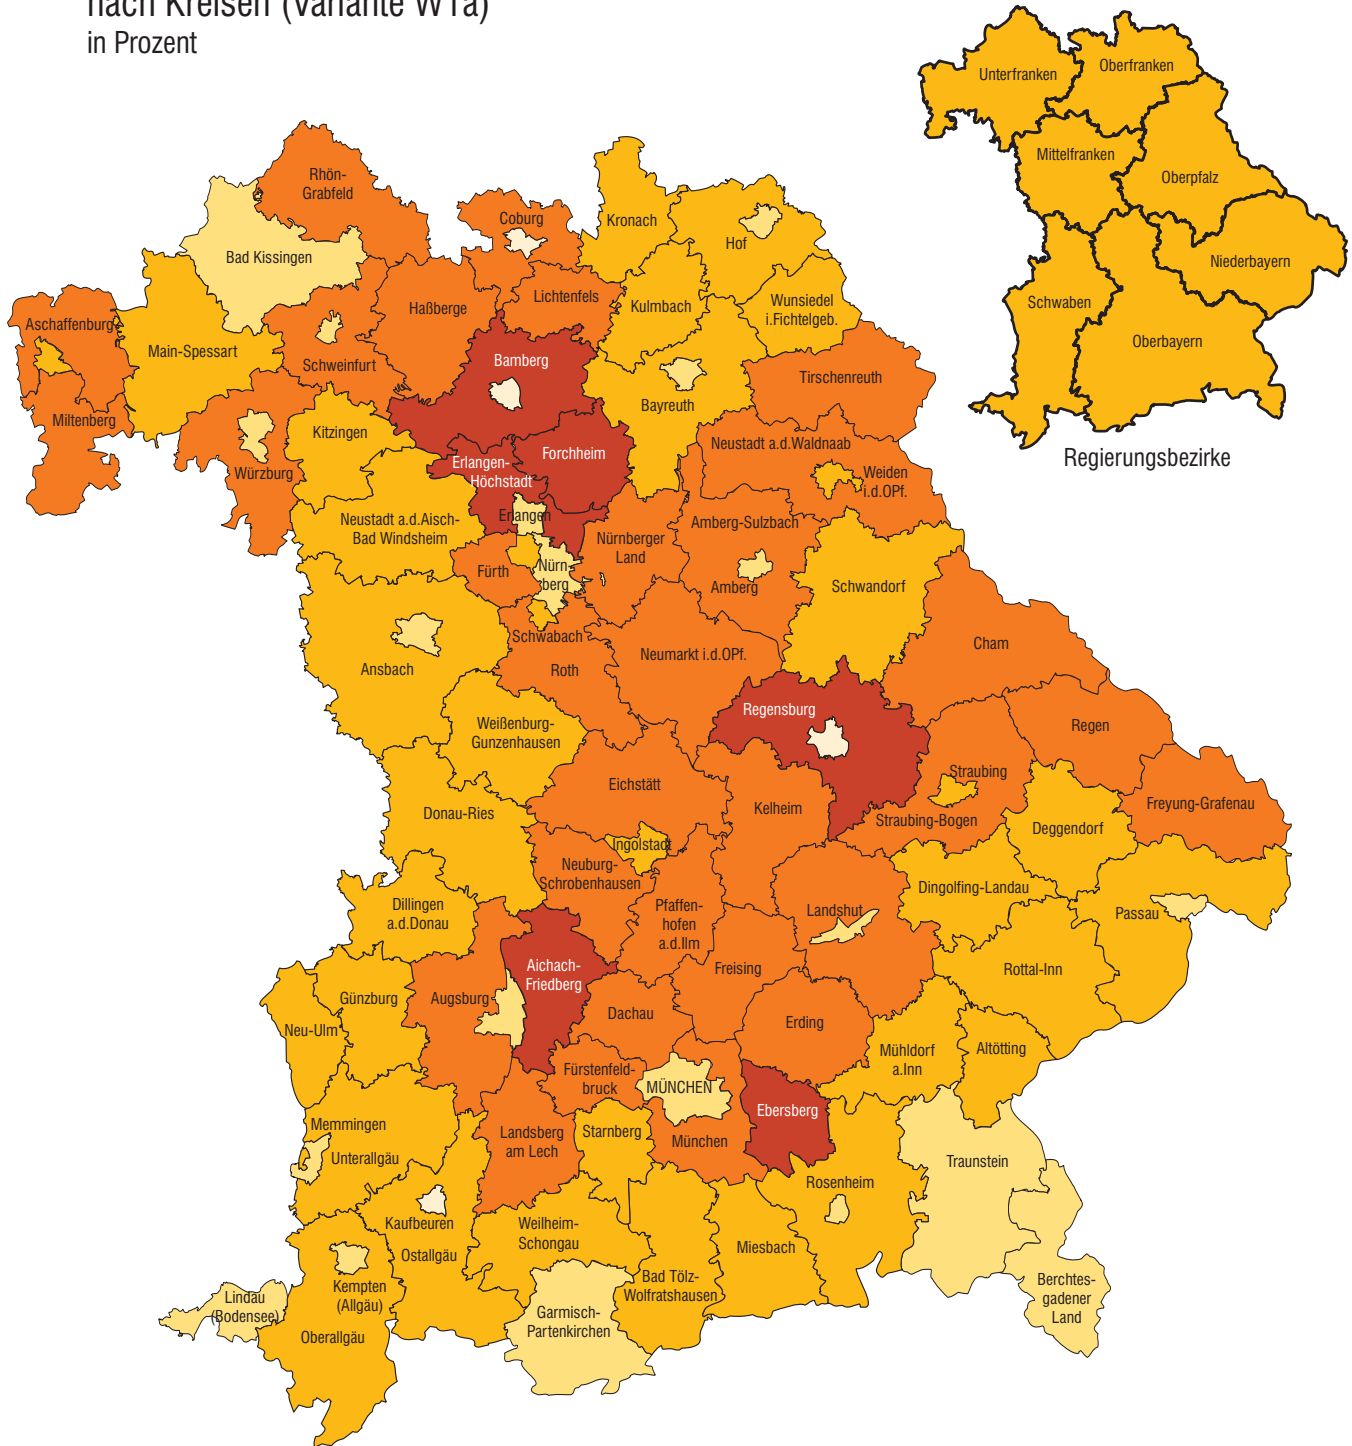 nach Kreisen (Variante W1a)
in Prozent
Unterfranken
Oberfranken
Mittelfranken
Oberpfalz
Niederbayern
Schwaben
Oberbayern
Regierungsbezirke
Rhön-
Grabfeld
Coburg
Kronach
Hof
Bad Kissingen
Lichtenfels
Haßberge
Kulmbach
Wunsiedel
i.Fichtelgeb.
Aschaffenburg
Main-Spessart
Schweinfurt
Bamberg
Tirschenreuth
Bayreuth
Miltenberg
Kitzingen
Würzburg
Erlangen-
Höchstadt
Forchheim
Neustadt a.d.Waldnaab
Weiden
i.d.OPf.
Neustadt a.d.Aisch-
Bad Windsheim
Erlangen
Nürnberger
Land
Amberg-Sulzbach
Fürth
Nürn-
berg
Amberg
Schwandorf
Schwabach
Roth
Neumarkt i.d.OPf.
Cham
Ansbach
Regensburg
Regen
Weißenburg-
Gunzenhausen
Eichstätt
Straubing
Kelheim
Freyung-Grafenau
Donau-Ries
Straubing-Bogen
Deggendorf
Ingolstadt
Neuburg-
Schrobenhausen
Dingolfing-Landau
Dillingen
a.d.Donau
Pfaffen-
hofen
a.d.Ilm
Landshut
Passau
Aichach-
Friedberg
Freising
Rottal-Inn
Günzburg
Augsburg
Dachau
Erding
Neu-Ulm
Mühldorf
a.Inn
Altötting
Fürstenfeld-
bruck
MÜNCHEN
Ebersberg
Memmingen
Landsberg
am Lech
Starnberg
München
Unterallgäu
Traunstein
Rosenheim
Kaufbeuren
Weilheim-
Schongau
Ostallgäu
Miesbach
Kempten
(Allgäu)
Bad Tölz-
Wolfratshausen
Berchtes-
gadener
Land
Lindau
(Bodensee)
Garmisch-
Partenkirchen
Oberallgäu